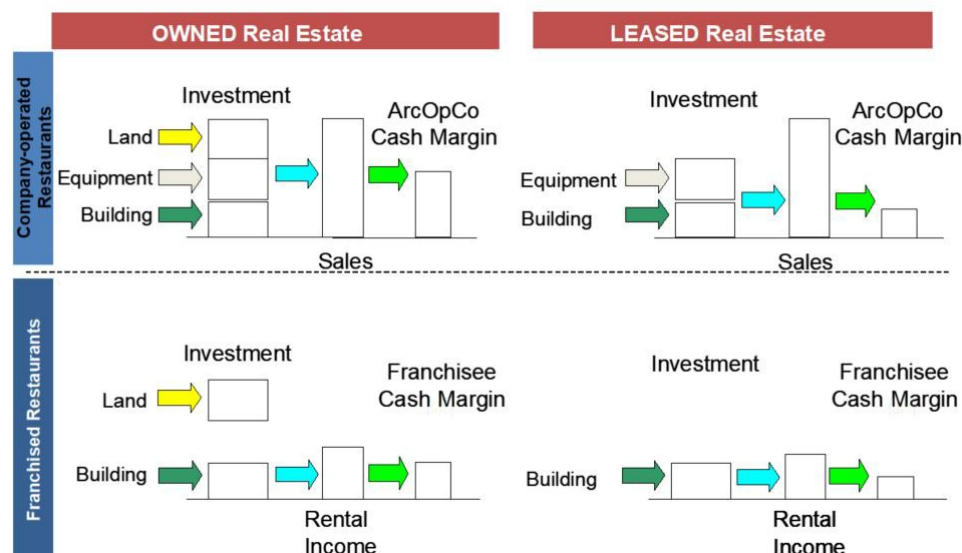 OWNED Real Estate
LEASED Real Estate
Company-operated
Restaurants
Investment
ArcOpCo
Cash Margin
Land
Equipment
Building
Sales
Investment
ArcOpCo
Cash Margin
Equipment
Building
Sales
Franchised Restaurants
Investment
Franchisee
Cash Margin
Land
Building
Rental
Income
Investment
Franchisee
Cash Margin
Building
Rental
Income